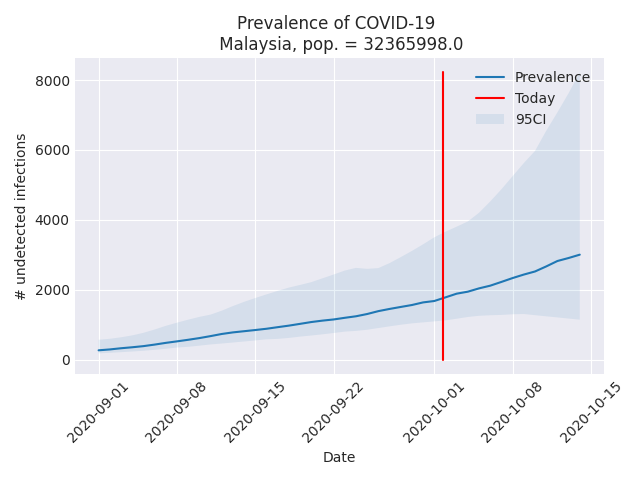 Prevalence of COVID-19
Malaysia, pop. = 32365998.0
# undetected infections
8000
6000
4000
2000
0
Prevalence
Today
95CI
2020-09-01
2020-09-08
2020-09-15
2020-09-22
2020-10-01
2020-10-08
2020-10-15
Date